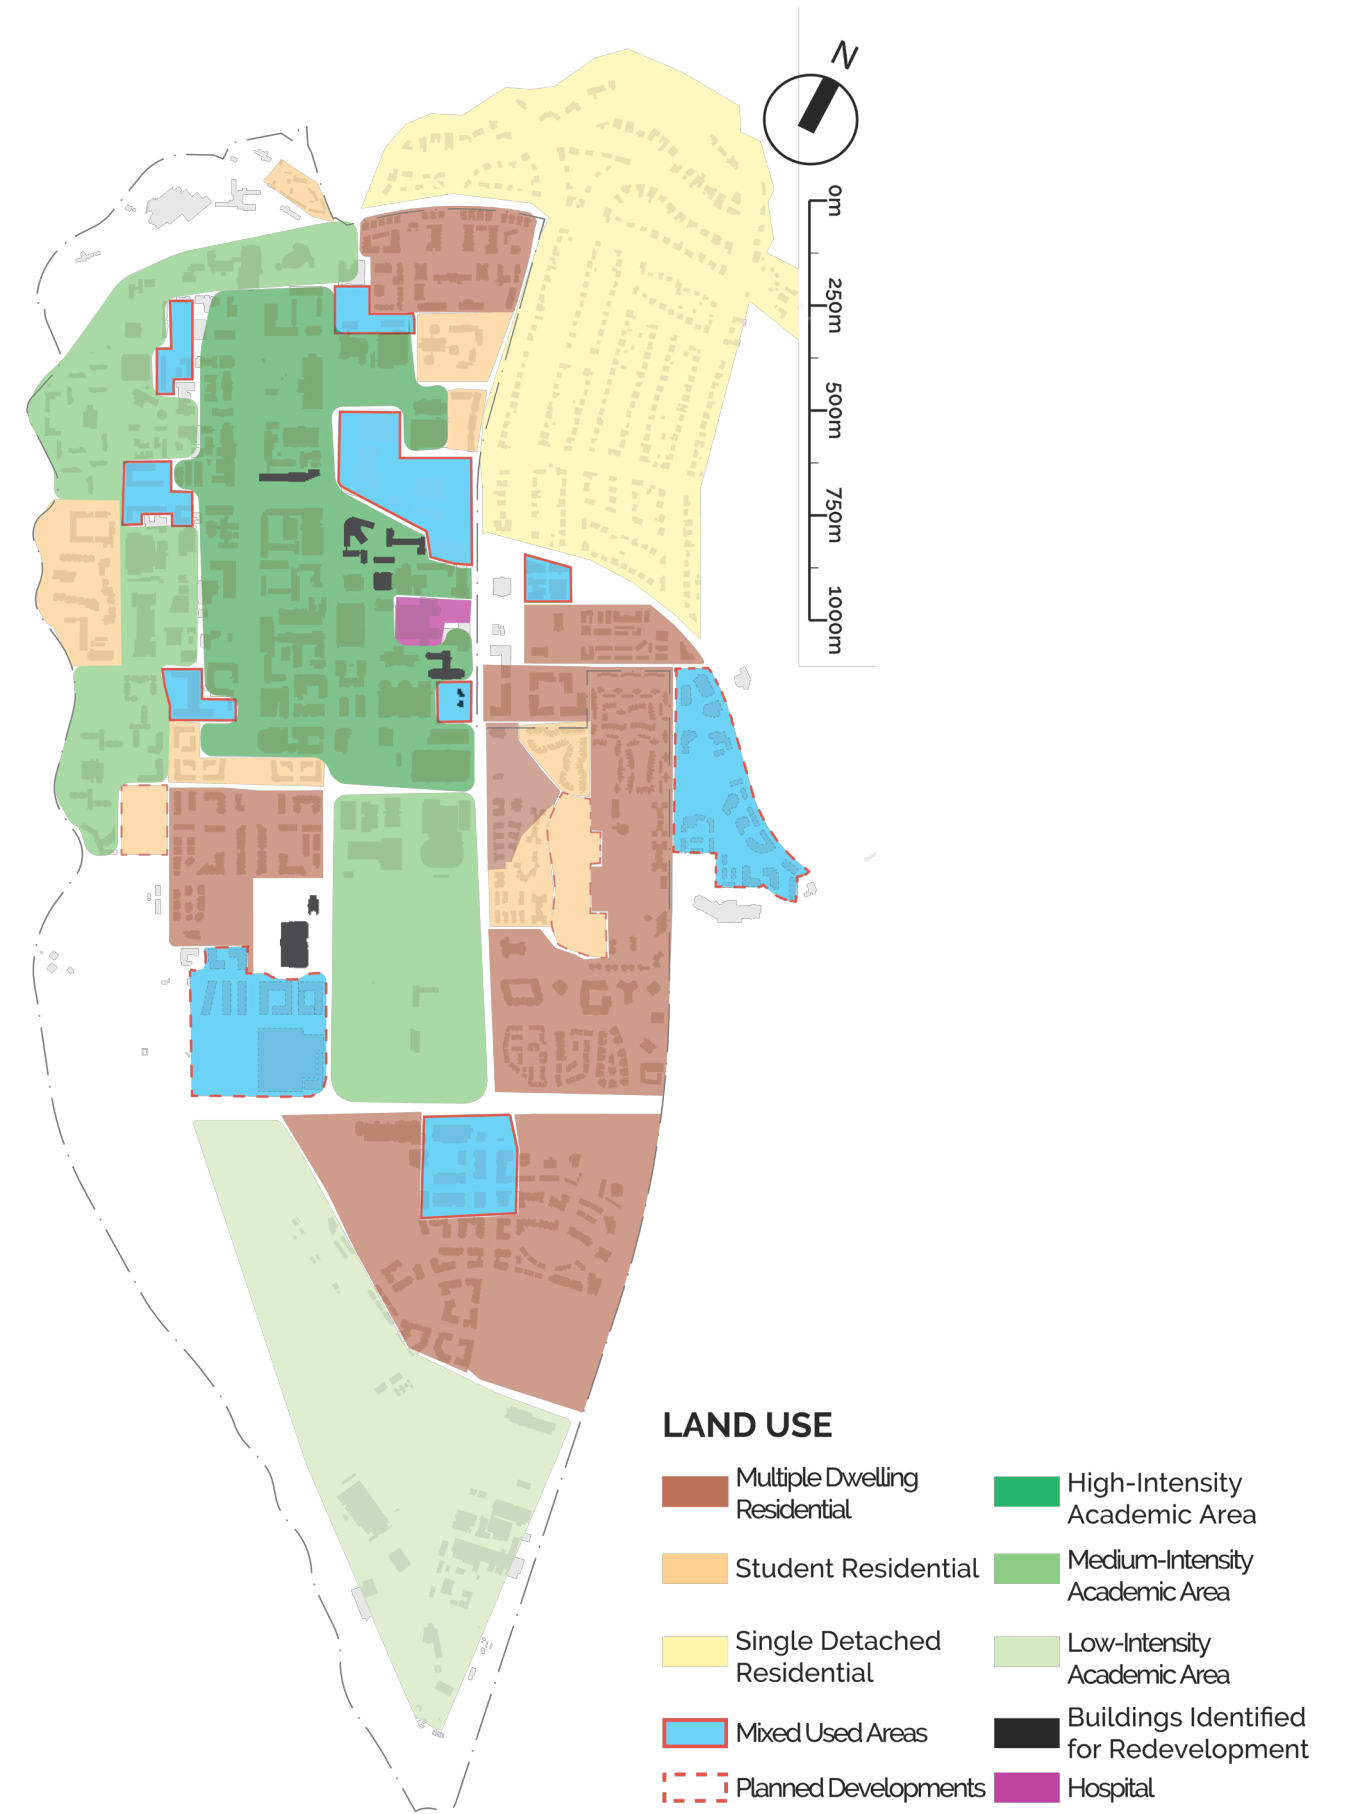 N
0m
250m
500m
750m
1000m
LAND USE
Multiple Dwelling
Residential
Student Residential
Single Detached
Residential
Mixed Used Areas
Planned Developments
High-Intensity
Academic Area
Medium-Intensity
Academic Area
Low-Intensity
Academic Area
Buildings Identified
for Redevelopment
Hospital